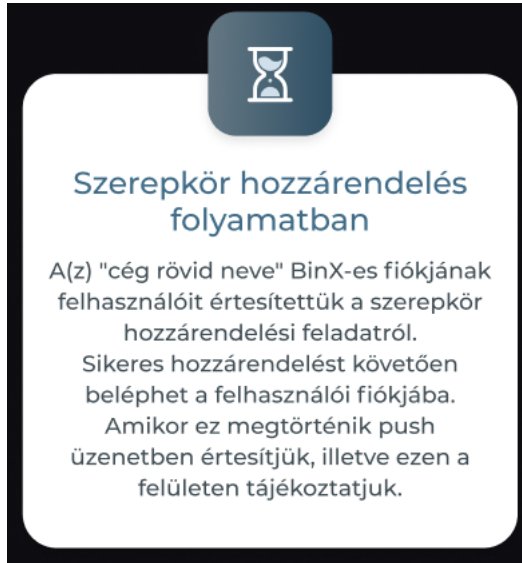 Szerepkör hozzárendelés
folyamatban
A(z) "cég rövid neve" BinX-es fiókjának
felhasználóit értesítettük a szerepkör
hozzárendelési feladatról.
Sikeres hozzárendelést követően
beléphet a felhasználói fiókjába.
Amikor ez megtörténik push
üzenetben értesítjük, illetve ezen a
felületen tájékoztatjuk.